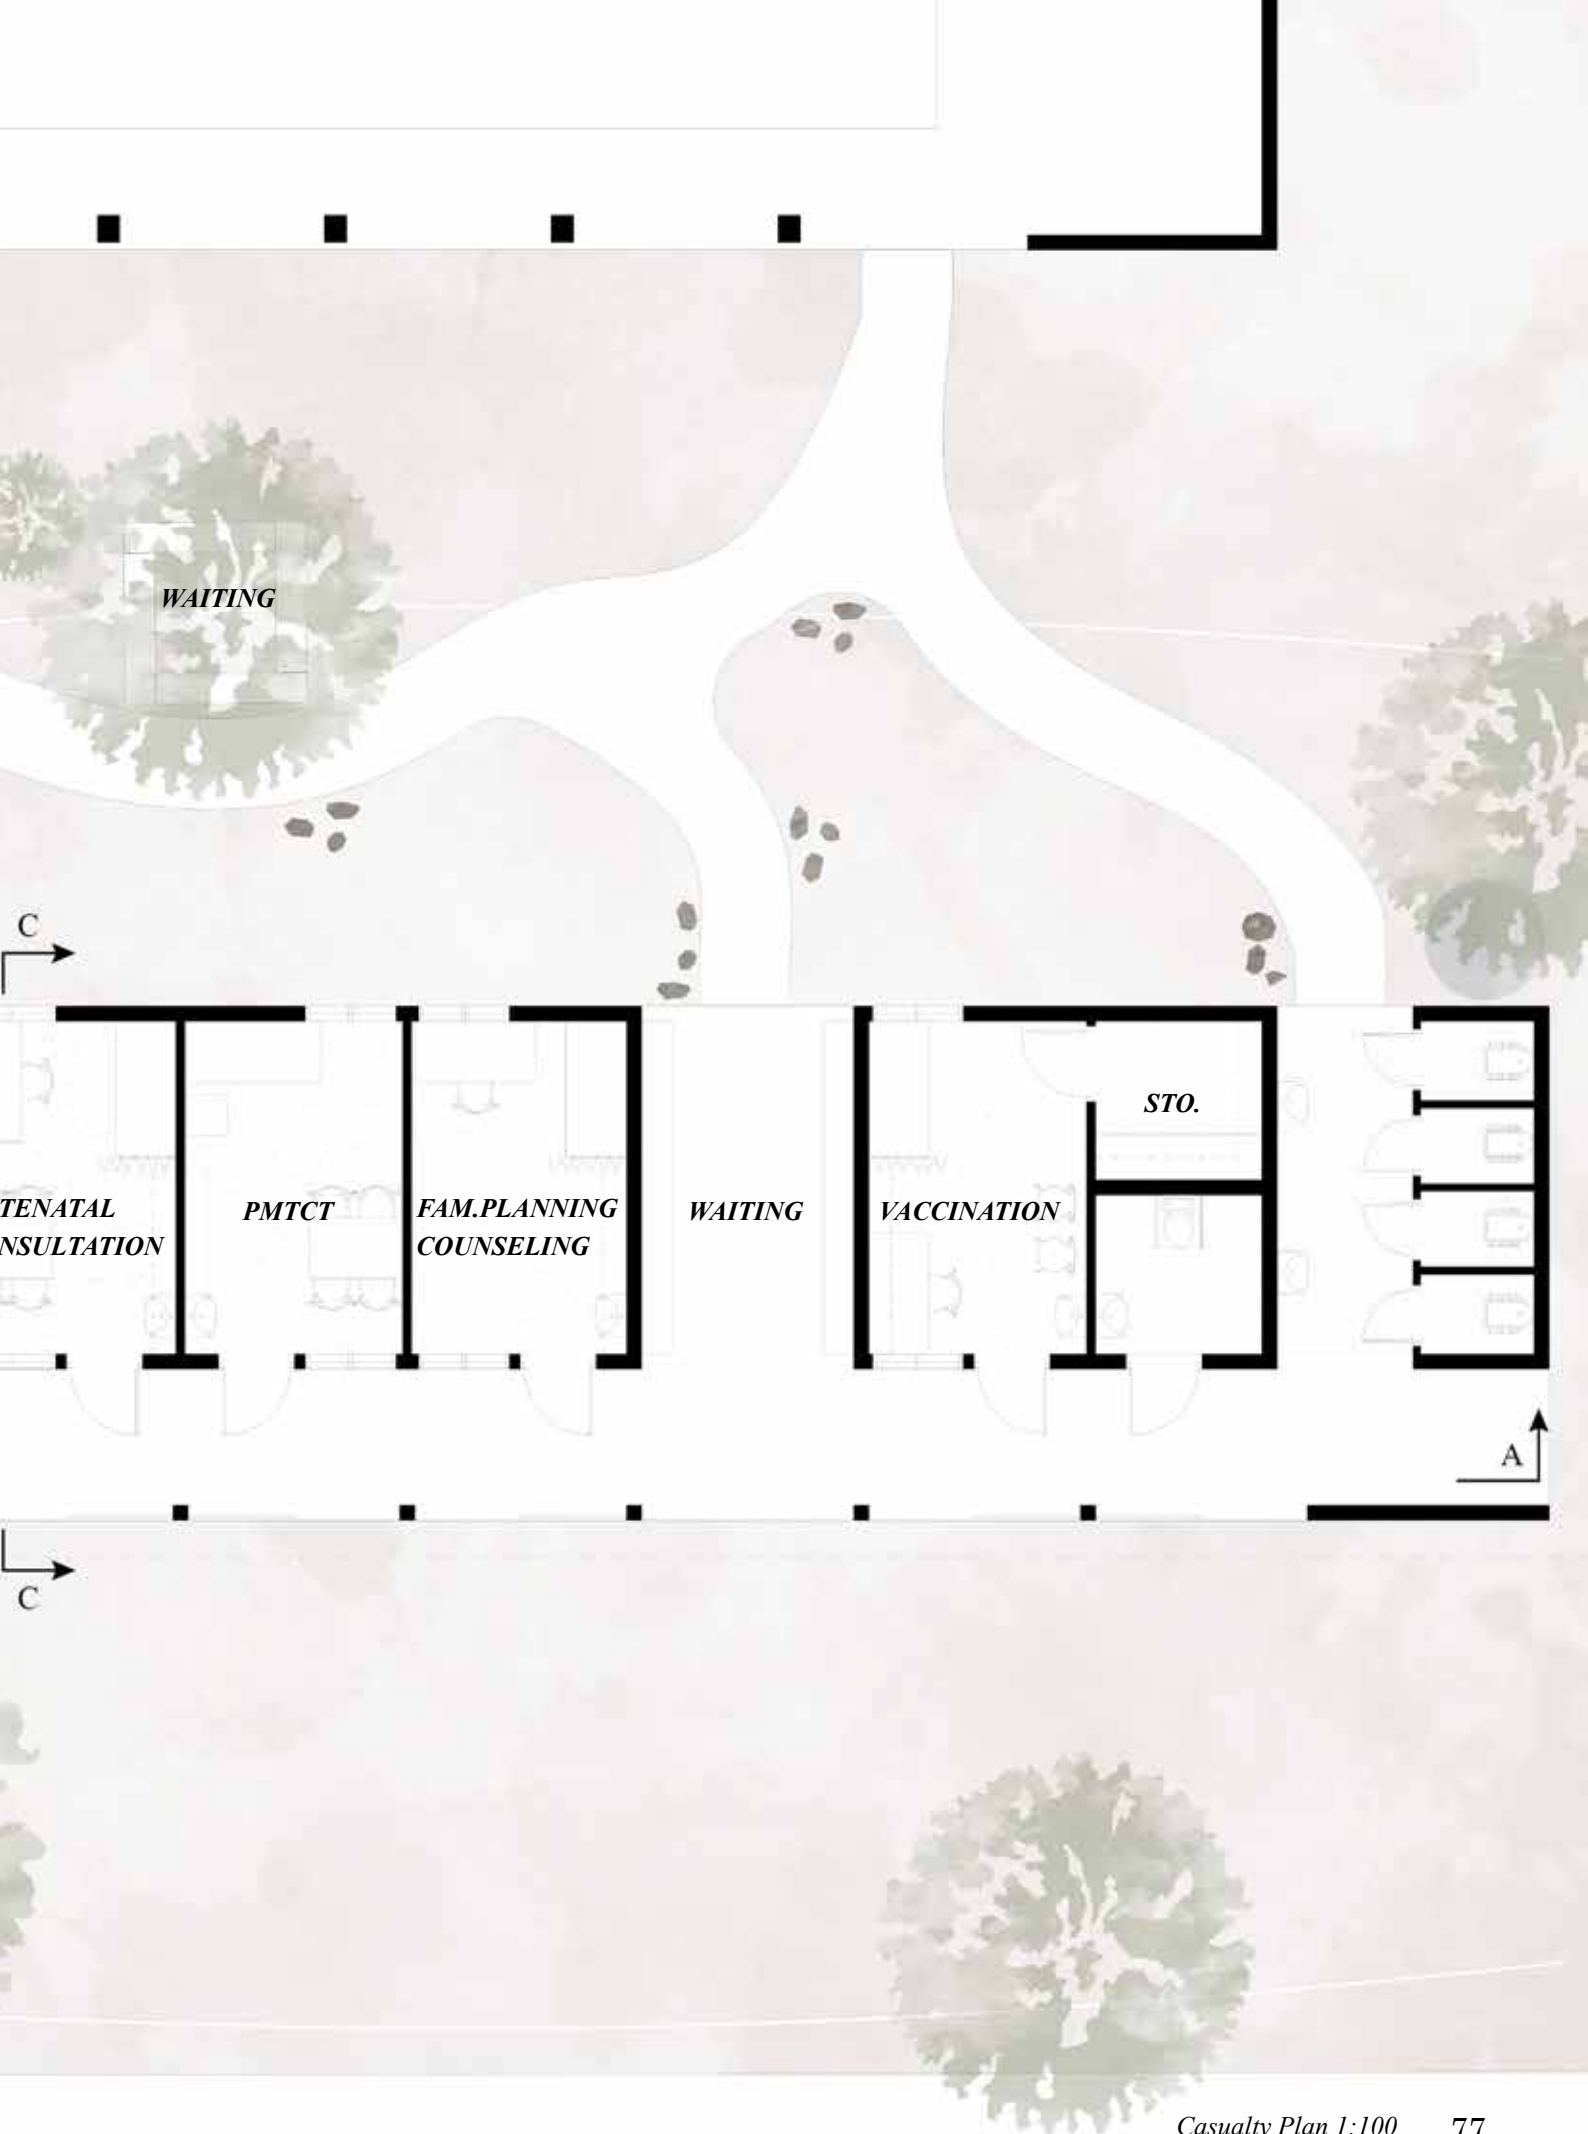 WAITING
C
STO.
TENATAL
NSULTATION
PMTCT
FAM.PLANNING
COUNSELING
WAITING
VACCINATION
A
C
Casualty Plan 1:100 77